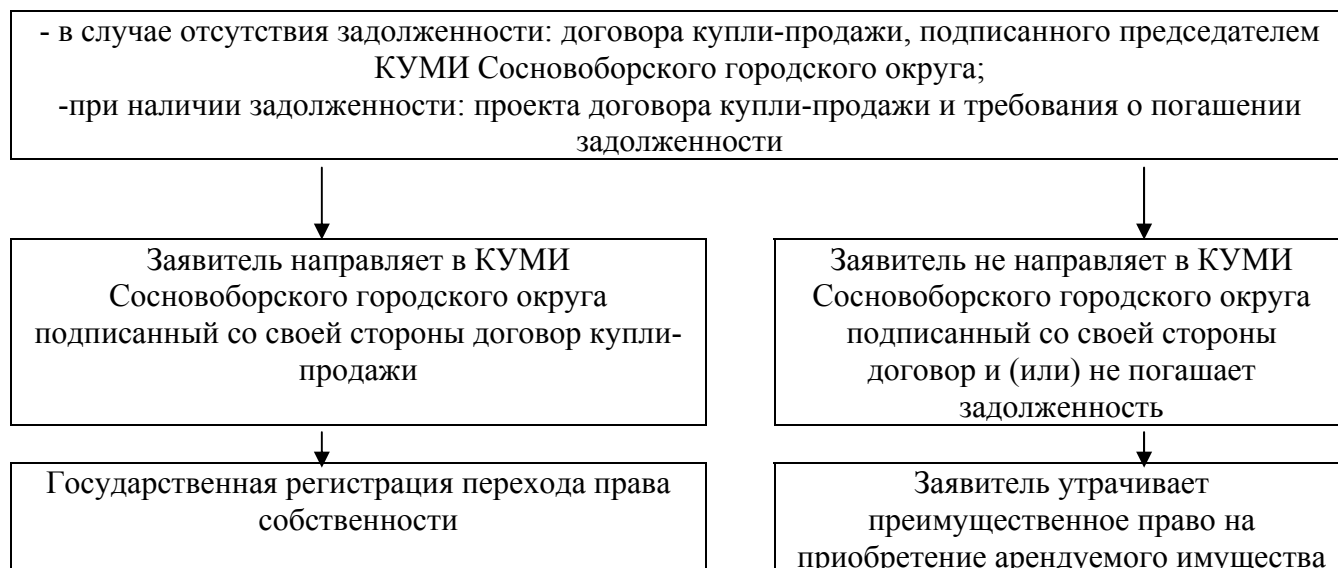 - в случае отсутствия задолженности: договора купли-продажи, подписанного председателем
КУМИ Сосновоборского городского округа;
-при наличии задолженности: проекта договора купли-продажи и требования о погашении
задолженности
Заявитель направляет в КУМИ
Сосновоборского городского округа
подписанный со своей стороны договор купли-
продажи
Заявитель не направляет в КУМИ
Сосновоборского городского округа
подписанный со своей стороны
договор и (или) не погашает
задолженность
Государственная регистрация перехода права
собственности
Заявитель утрачивает
преимущественное право на
приобретение арендуемого имущества